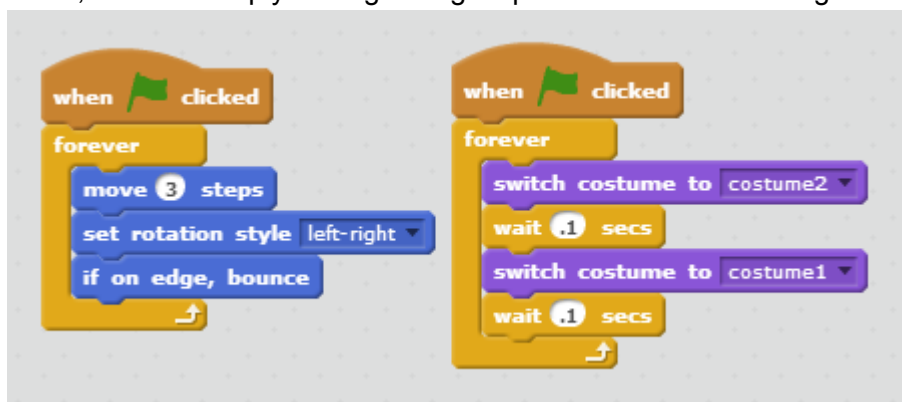 when clicked
forever
move 3 steps
set rotation style left-right
if on edge, bounce
when clicked
forever
switch costume to costume2
wait .1 secs
switch costume to costume1
wait .1 secs